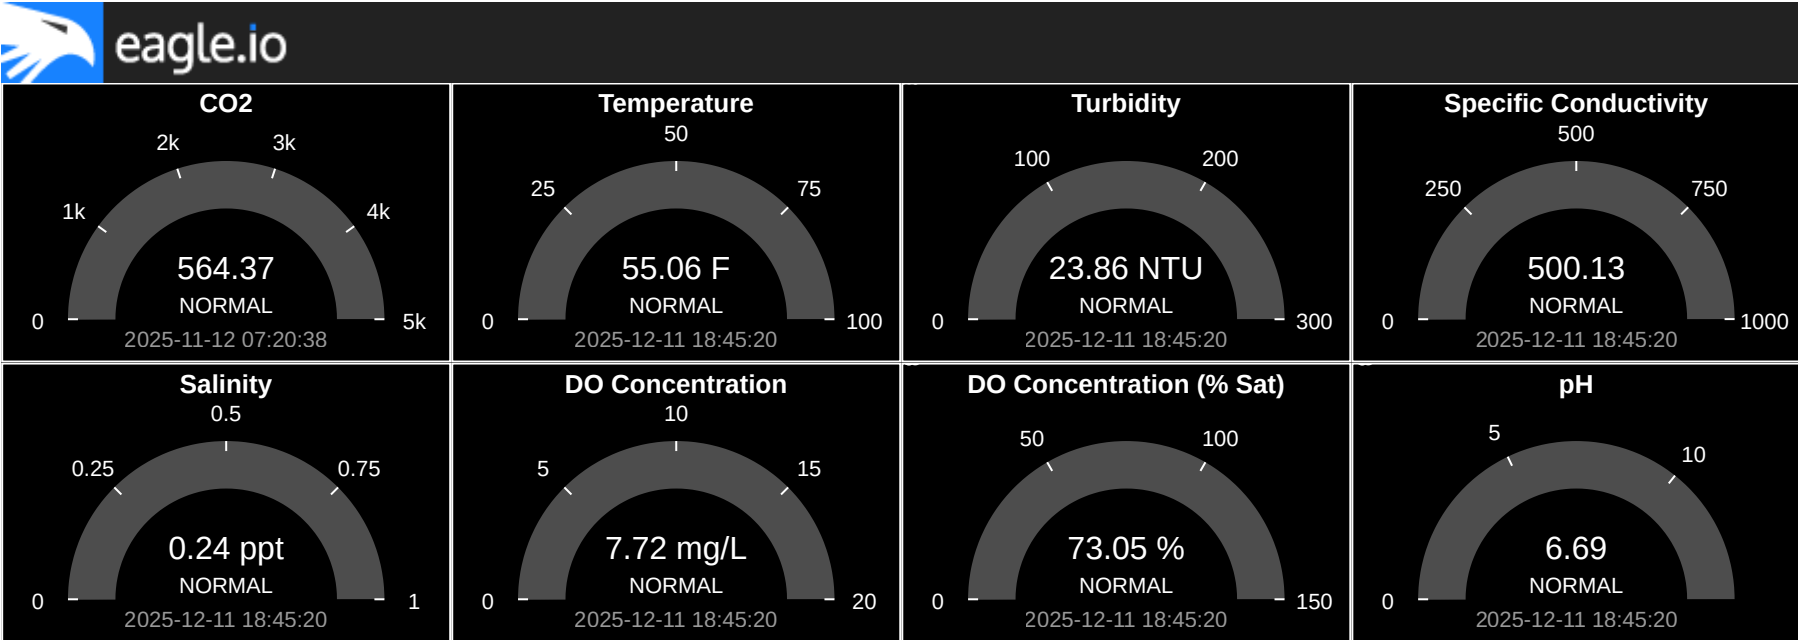 eagle.io
CO2
2k 3k
1k 4k
564.37
NORMAL
0 5k
2025-11-12 07:20:38
Temperature
50
25 75
55.06 F
NORMAL
0 100
2025-12-11 18:45:20
Turbidity
100 200
23.86 NTU
NORMAL
0 300
2025-12-11 18:45:20
Specific Conductivity
500
250 750
500.13
NORMAL
0 1000
2025-12-11 18:45:20
Salinity
0.5
0.25 0.75
0.24 ppt
NORMAL
0 1
2025-12-11 18:45:20
DO Concentration
10
5 15
7.72 mg/L
NORMAL
0 20
2025-12-11 18:45:20
DO Concentration (% Sat)
50 100
73.05 %
NORMAL
0 150
2025-12-11 18:45:20
pH
5
10
6.69
NORMAL
0
2025-12-11 18:45:20